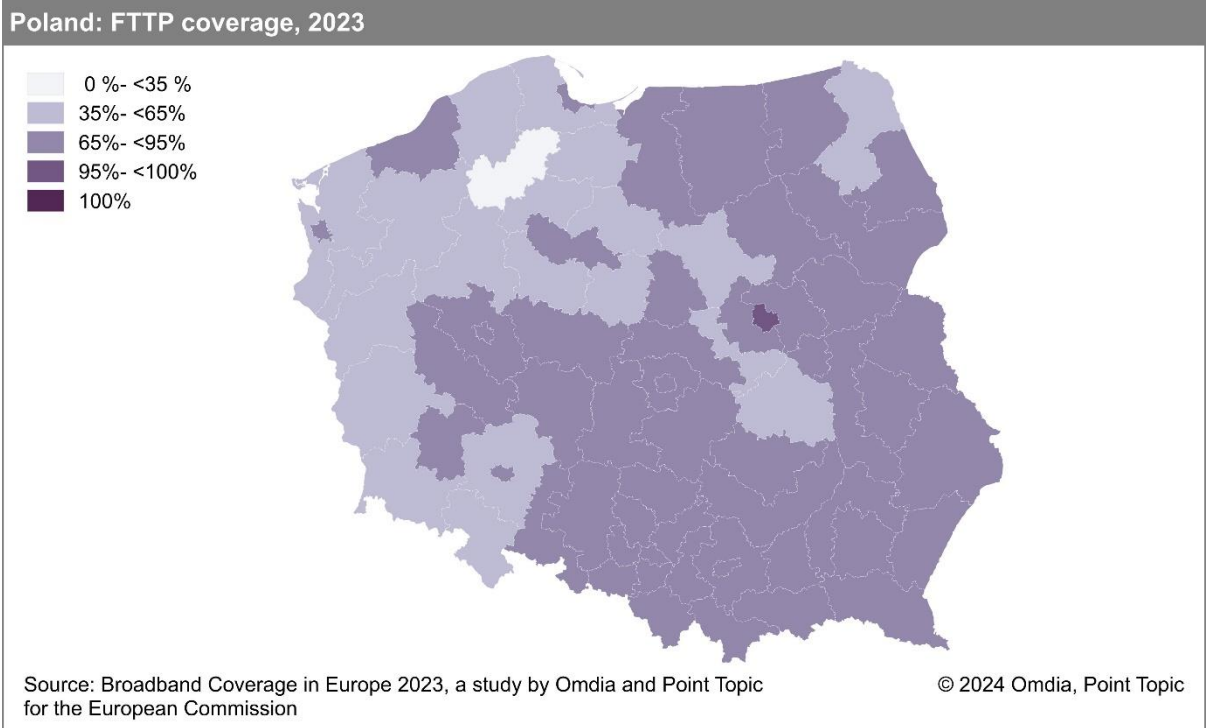 Poland: FTTP coverage, 2023
0 %- <35 %
35%- <65%
65%- <95%
95%- <100%
100%
Source: Broadband Coverage in Europe 2023, a study by Omdia and Point Topic
for the European Commission
© 2024 Omdia, Point Topic